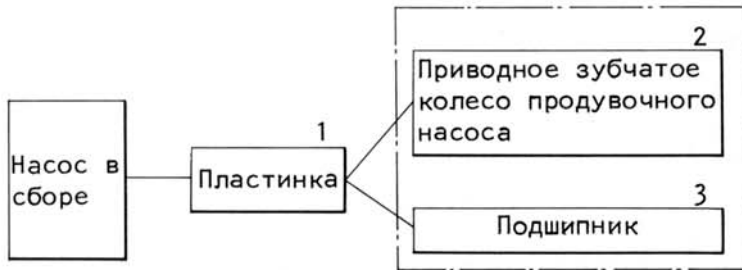 Насос в
сборе
1
Пластинка
2
Приводное зубчатое
колесо продувочного
насоса
3
Подшипник